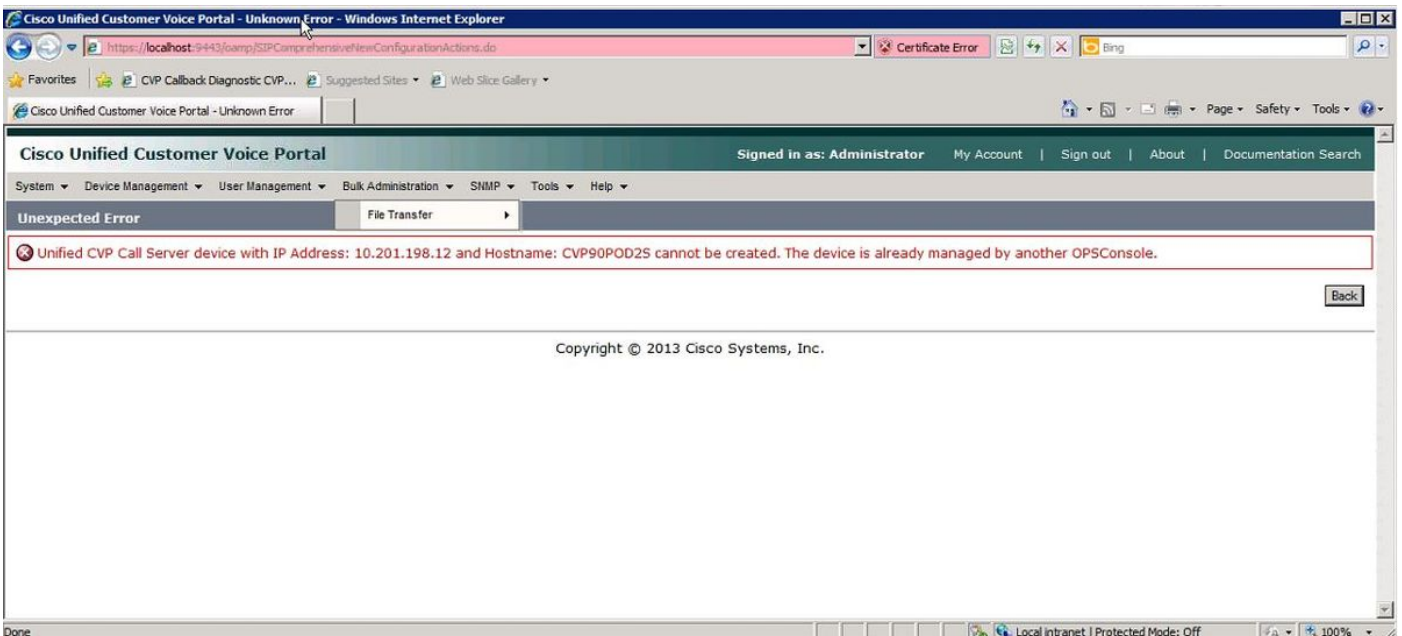 Cisco Unified Customer Voice Portal - Unknown Error - Windows Internet Explorer
https://localhost:9443/oamp/SIPComprehensiveNewConfigurationActions.do
Certificate Error
Bing
Favorites
CVP Callback Diagnostic CVP...
Suggested Sites
Web Slice Gallery
Cisco Unified Customer Voice Portal - Unknown Error
Page
Safety
Tools
Cisco Unified Customer Voice Portal
Signed in as: Administrator
My Account | Sign out | About | Documentation Search
System
Device Management
User Management
Bulk Administration
SNMP
Tools
Help
Unexpected Error
File Transfer
Unified CVP Call Server device with IP Address: 10.201.198.12 and Hostname: CVP90POD2S cannot be created. The device is already managed by another OPSConsole.
Back
Copyright © 2013 Cisco Systems, Inc.
Done
Local intranet | Protected Mode: Off
100%